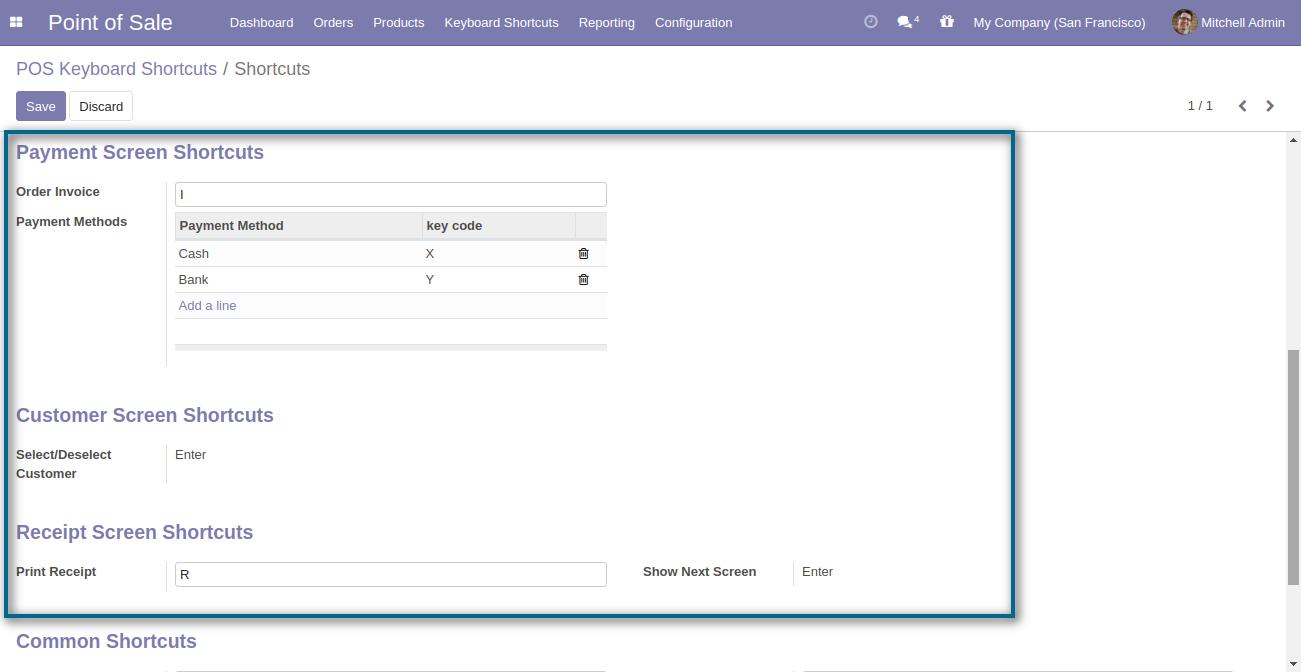 Point of Sale Dashboard Orders Products Keyboard Shortcuts Reporting Configuration 4 My Company (San Francisco) Mitchell Admin
POS Keyboard Shortcuts / Shortcuts
Save Discard 1 / 1
Payment Screen Shortcuts
Order Invoice I
Payment Methods Payment Method key code
Cash X
Bank Y
Add a line
Customer Screen Shortcuts
Select/Deselect Enter
Customer
Receipt Screen Shortcuts
Print Receipt R Show Next Screen Enter
Common Shortcuts